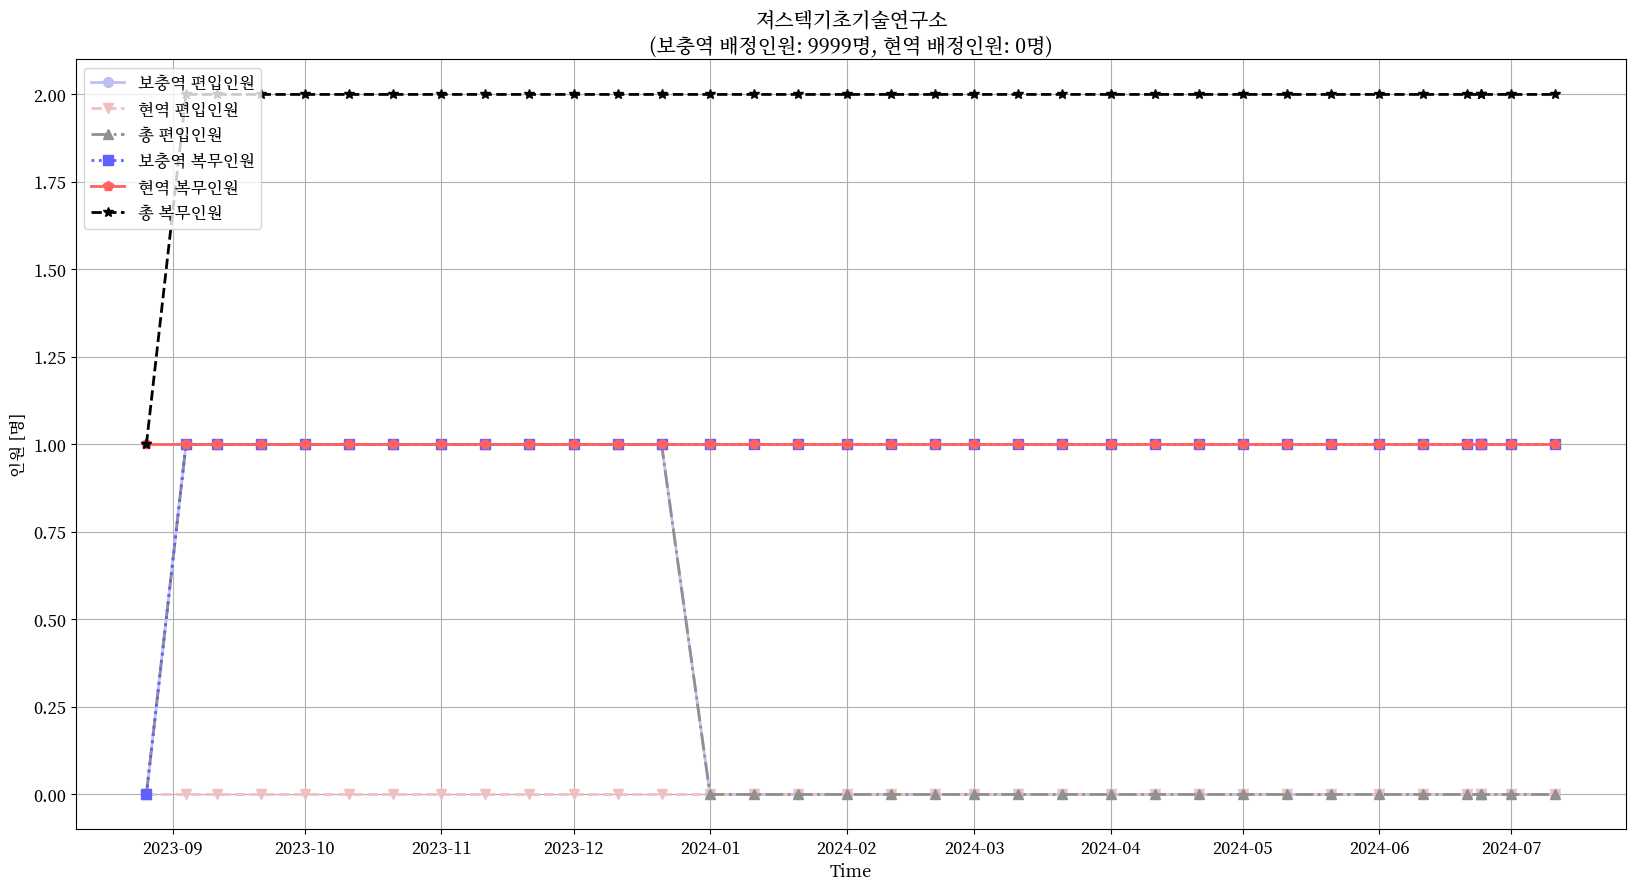 져스텍기초기술연구소
(보충역 배정인원: 9999명, 현역 배정인원: 0명)
보충역 편입인원
현역 편입인원
총 편입인원
보충역 복무인원
현역 복무인원
총 복무인원
2.00
1.75
1.50
1.25
1.00
0.75
0.50
0.25
0.00
인원 [명]
2023-09 2023-10 2023-11 2023-12 2024-01 2024-02 2024-03 2024-04 2024-05 2024-06 2024-07
Time